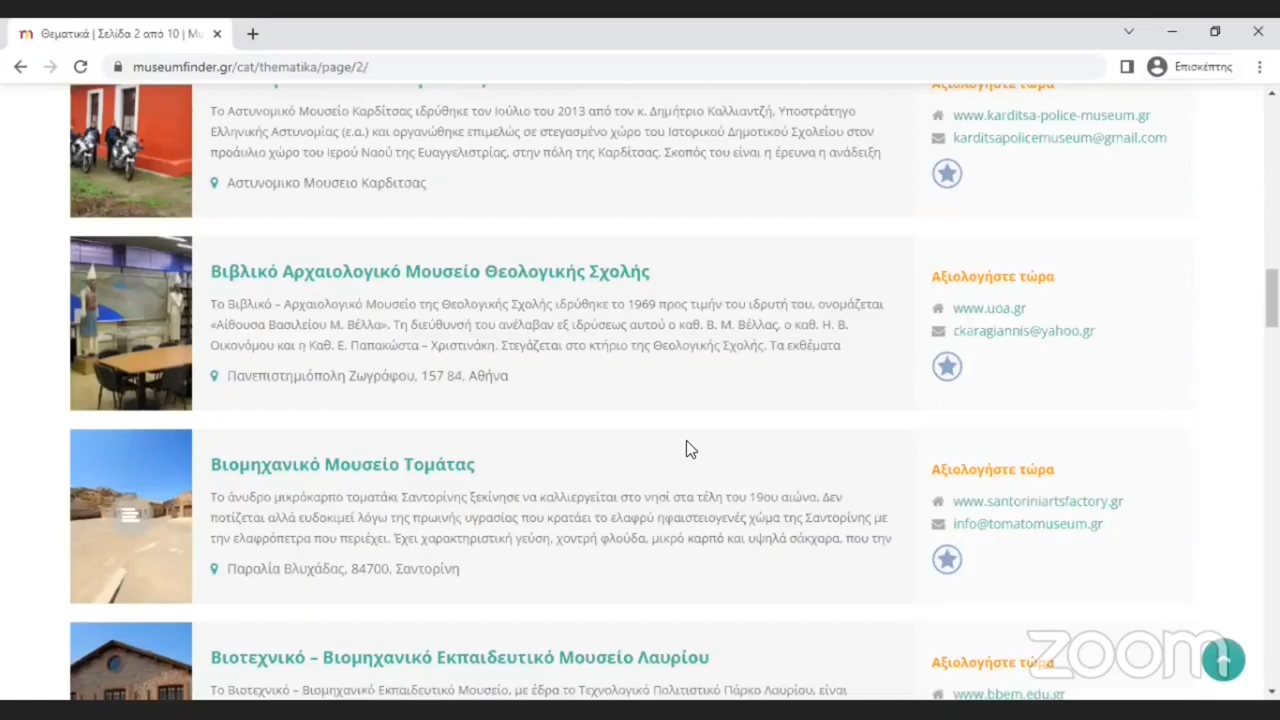 Θεματικά | Σελίδα 2 από 10 | Mu
museumfinder.gr/cat/thematika/page/2/
Επισκέπτης
Αξιολογήστε τώρα
Το Αστυνομικό Μουσείο Καρδίτσας ιδρύθηκε τον Ιούλιο του 2013 από τον κ. Δημήτριο Καλλιαντζή, Υποστράτηγο
Ελληνικής Αστυνομίας (ε.α.) και οργανώθηκε επιμελώς σε στεγασμένο χώρο του Ιστορικού Δημοτικού Σχολείου στον
προάυλιο χώρο του Ιερού Ναού της Ευαγγελιστρίας, στην πόλη της Καρδίτσας. Σκοπός του είναι η έρευνα η ανάδειξη
Αστυνομικο Μουσειο Καρδιτσας
www.karditsa-police-museum.gr
karditsapolicemuseum@gmail.com
Βιβλικό Αρχαιολογικό Μουσείο Θεολογικής Σχολής
Το Βιβλικό – Αρχαιολογικό Μουσείο της Θεολογικής Σχολής ιδρύθηκε το 1969 προς τιμήν του ιδρυτή του, ονομάζεται
«Αίθουσα Βασιλείου Μ. Βέλλα». Τη διεύθυνσή του ανέλαβαν εξ ιδρύσεως αυτού ο καθ. Β. Μ. Βέλλας, ο καθ. Η. Β.
Οικονόμου και η Καθ. Ε. Παπακώστα – Χριστινάκη. Στεγάζεται στο κτήριο της Θεολογικής Σχολής. Τα εκθέματα
Πανεπιστημιόπολη Ζωγράφου, 157 84, Αθήνα
Αξιολογήστε τώρα
www.uoa.gr
ckaragiannis@yahoo.gr
Βιομηχανικό Μουσείο Τομάτας
Το άνυδρο μικρόκαρπο τοματάκι Σαντορίνης ξεκίνησε να καλλιεργείται στο νησί στα τέλη του 19ου αιώνα. Δεν
ποτίζεται αλλά ευδοκιμεί λόγω της πρωινής υγρασίας που κρατάει το ελαφρύ ηφαιστειογενές χώμα της Σαντορίνης με
την ελαφρόπετρα που περιέχει. Έχει χαρακτηριστική γεύση, χοντρή φλούδα, μικρό καρπό και υψηλά σάκχαρα, που την
Παραλία Βλυχάδας, 84700, Σαντορίνη
Αξιολογήστε τώρα
www.santoriniartsfactory.gr
info@tomatomuseum.gr
Βιοτεχνικό – Βιομηχανικό Εκπαιδευτικό Μουσείο Λαυρίου
Το Βιοτεχνικό – Βιομηχανικό Εκπαιδευτικό Μουσείο, με έδρα το Τεχνολογικό Πολιτιστικό Πάρκο Λαυρίου, είναι
Αξιολογήστε τώρα
www.bbem.edu.gr
zoom